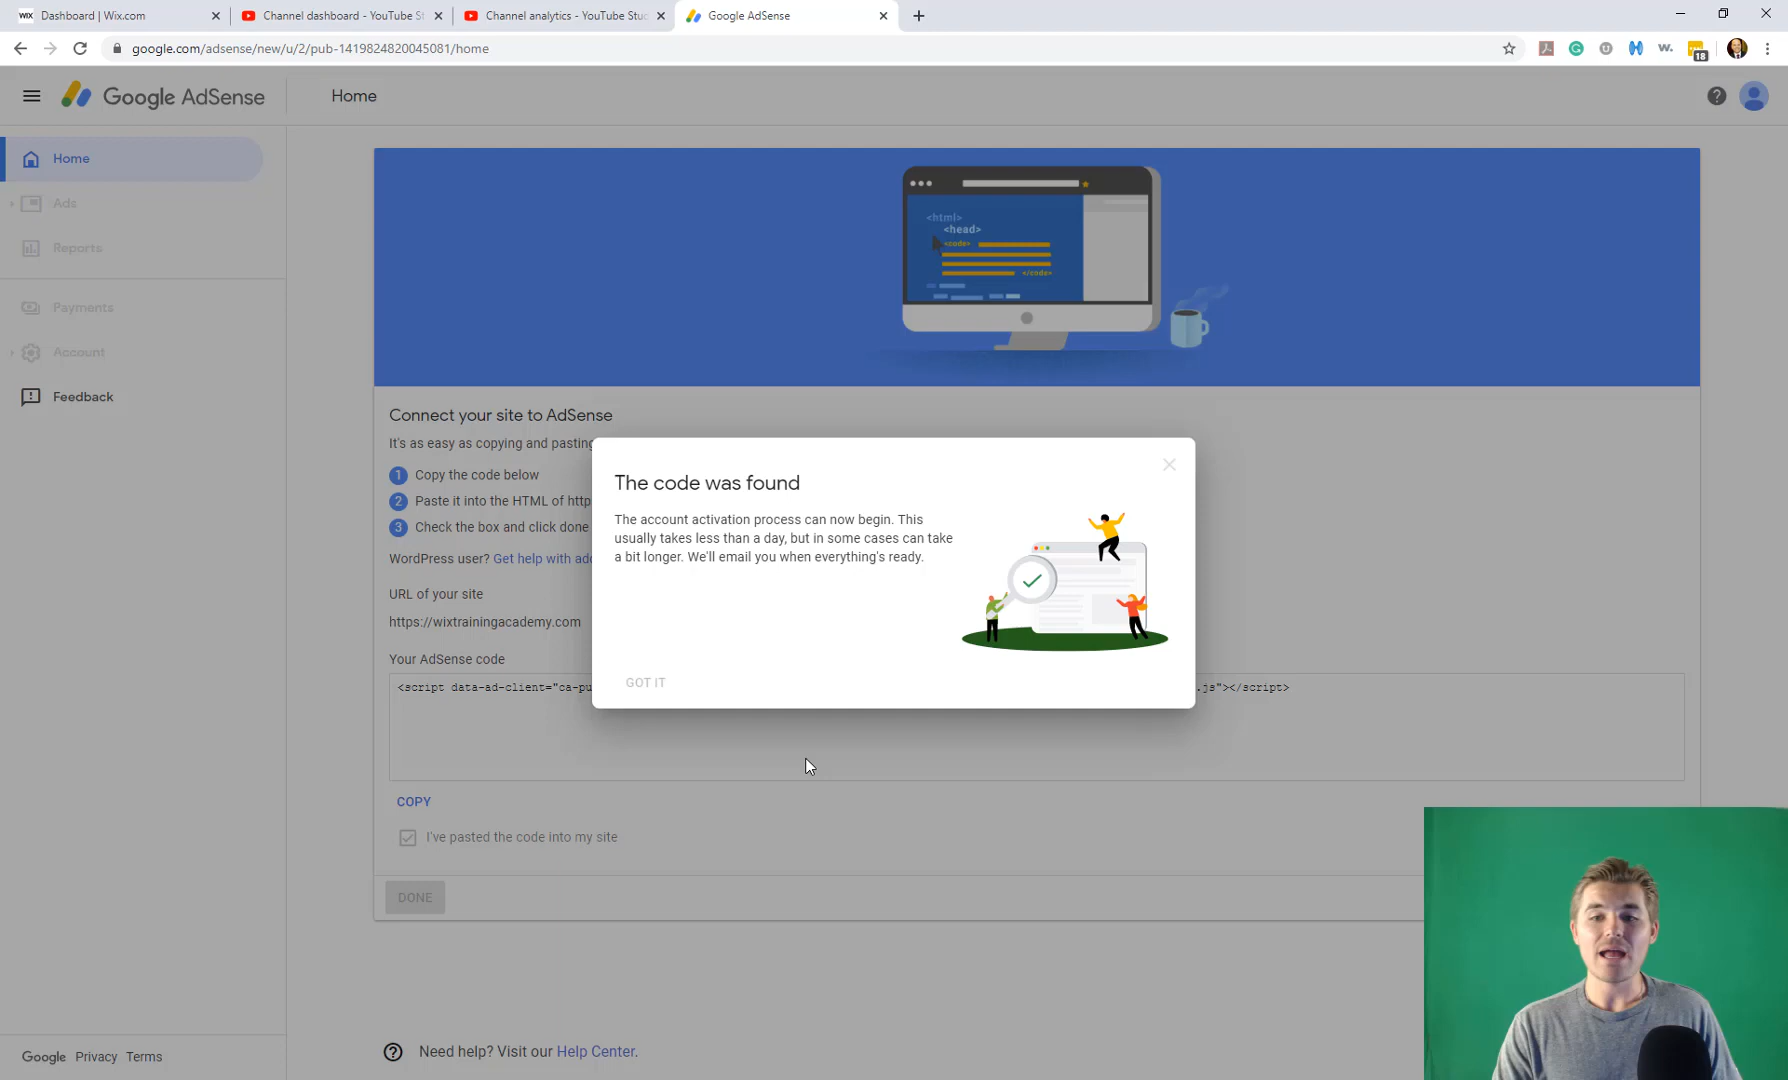 WIX Dashboard | Wix.com
Channel dashboard - YouTube St
Channel analytics - YouTube Stud
Google AdSense
google.com/adsense/new/u/2/pub-1419824820045081/home
18
Google AdSense
Home
Home
Ads
Reports
Payments
Account
Feedback
<html>
<head>
<code>
</code>
Connect your site to AdSense
It's as easy as copying and pasting
1 Copy the code below
2 Paste it into the HTML of http
3 Check the box and click done
WordPress user? Get help with add
URL of your site
https://wixtrainingacademy.com
Your AdSense code
<script data-ad-client="ca-pu
.js"></script>
The code was found
The account activation process can now begin. This
usually takes less than a day, but in some cases can take
a bit longer. We'll email you when everything's ready.
GOT IT
COPY
I've pasted the code into my site
DONE
Need help? Visit our Help Center.
Google Privacy Terms